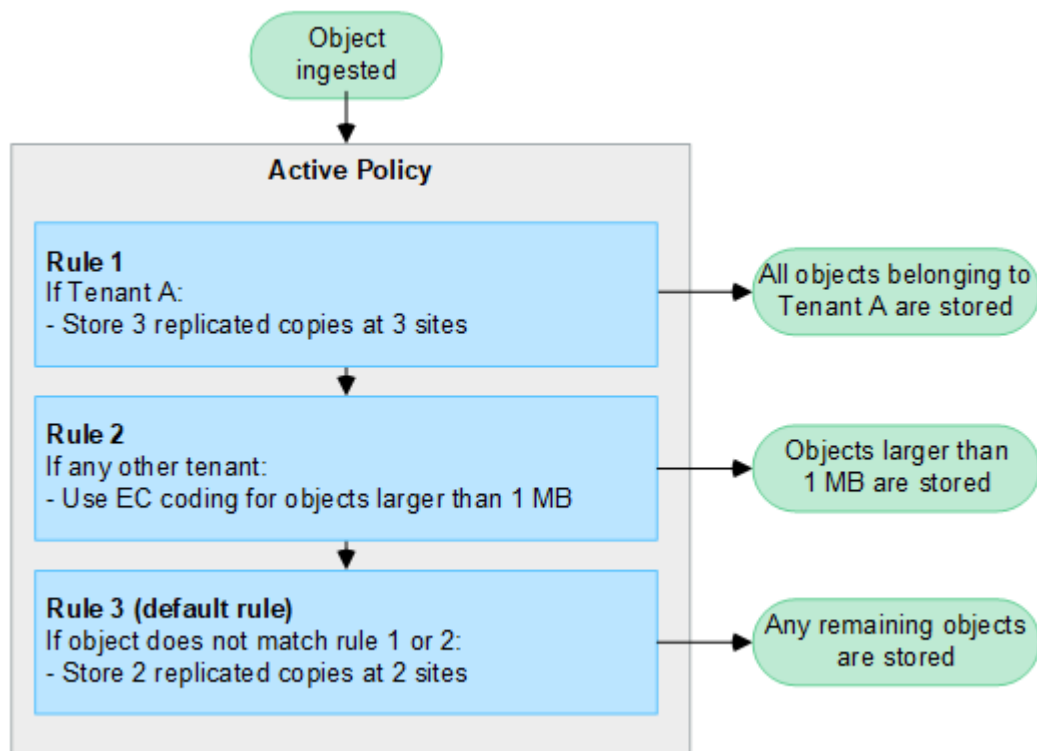 Object
ingested
Active Policy
Rule 1
If Tenant A:
- Store 3 replicated copies at 3 sites
All objects belonging to
Tenant A are stored
Rule 2
If any other tenant:
- Use EC coding for objects larger than 1 MB
Objects larger than
1 MB are stored
Rule 3 (default rule)
If object does not match rule 1 or 2:
- Store 2 replicated copies at 2 sites
Any remaining objects
are stored